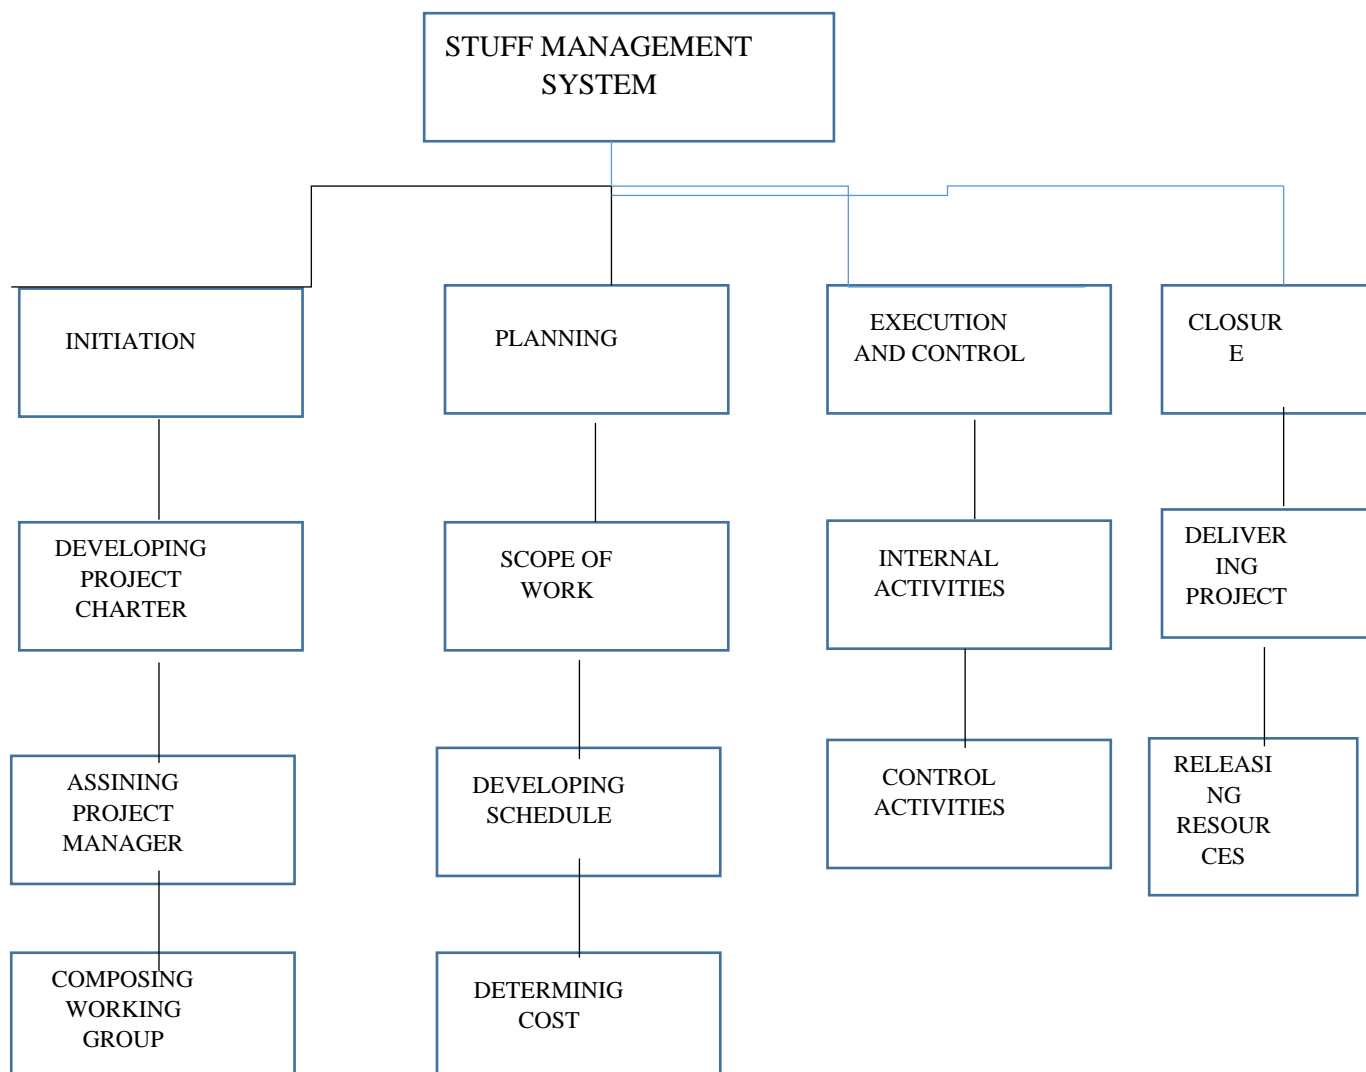 STUFF MANAGEMENT
SYSTEM
INITIATION
PLANNING
EXECUTION
AND CONTROL
CLOSUR
E
DEVELOPING
PROJECT
CHARTER
SCOPE OF
WORK
INTERNAL
ACTIVITIES
DELIVER
ING
PROJECT
ASSINING
PROJECT
MANAGER
DEVELOPING
SCHEDULE
CONTROL
ACTIVITIES
RELEASI
NG
RESOUR
CES
COMPOSING
WORKING
GROUP
DETERMINIG
COST